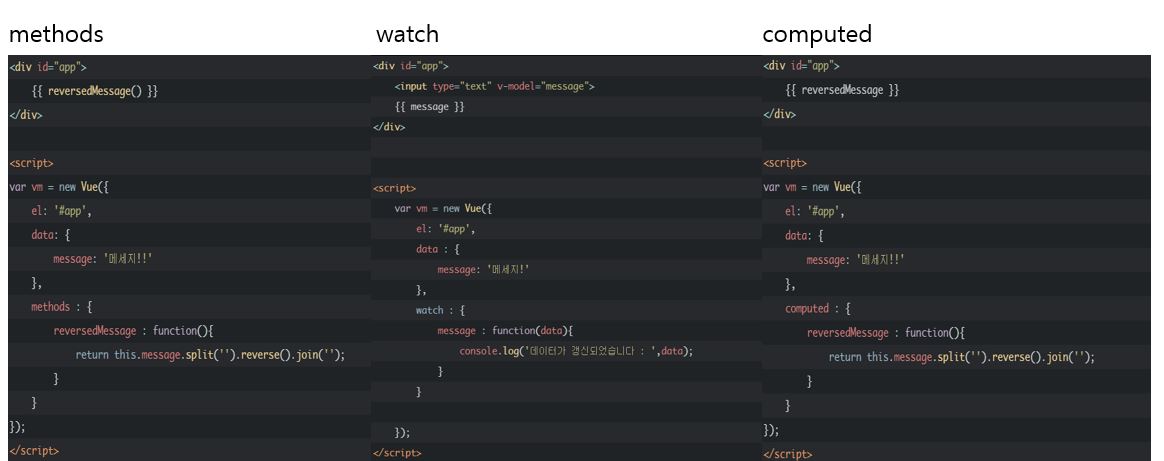 methods
<div id="app">
{{ reversedMessage() }}
</div>
<script>
var vm = new Vue({
el: '#app',
data: {
message: '메세지!!'
},
methods : {
reversedMessage : function(){
return this.message.split('').reverse().join('');
}
}
});
</script>
watch
<div id="app">
<input type="text" v-model="message">
{{ message }}
</div>
<script>
var vm = new Vue({
el: '#app',
data : {
message: '메세지!'
},
watch : {
message : function(data){
console.log('데이터가 갱신되었습니다 : ',data);
}
}
});
</script>
computed
<div id="app">
{{ reversedMessage }}
</div>
<script>
var vm = new Vue({
el: '#app',
data: {
message: '메세지!!'
},
computed : {
reversedMessage : function(){
return this.message.split('').reverse().join('');
}
}
});
</script>